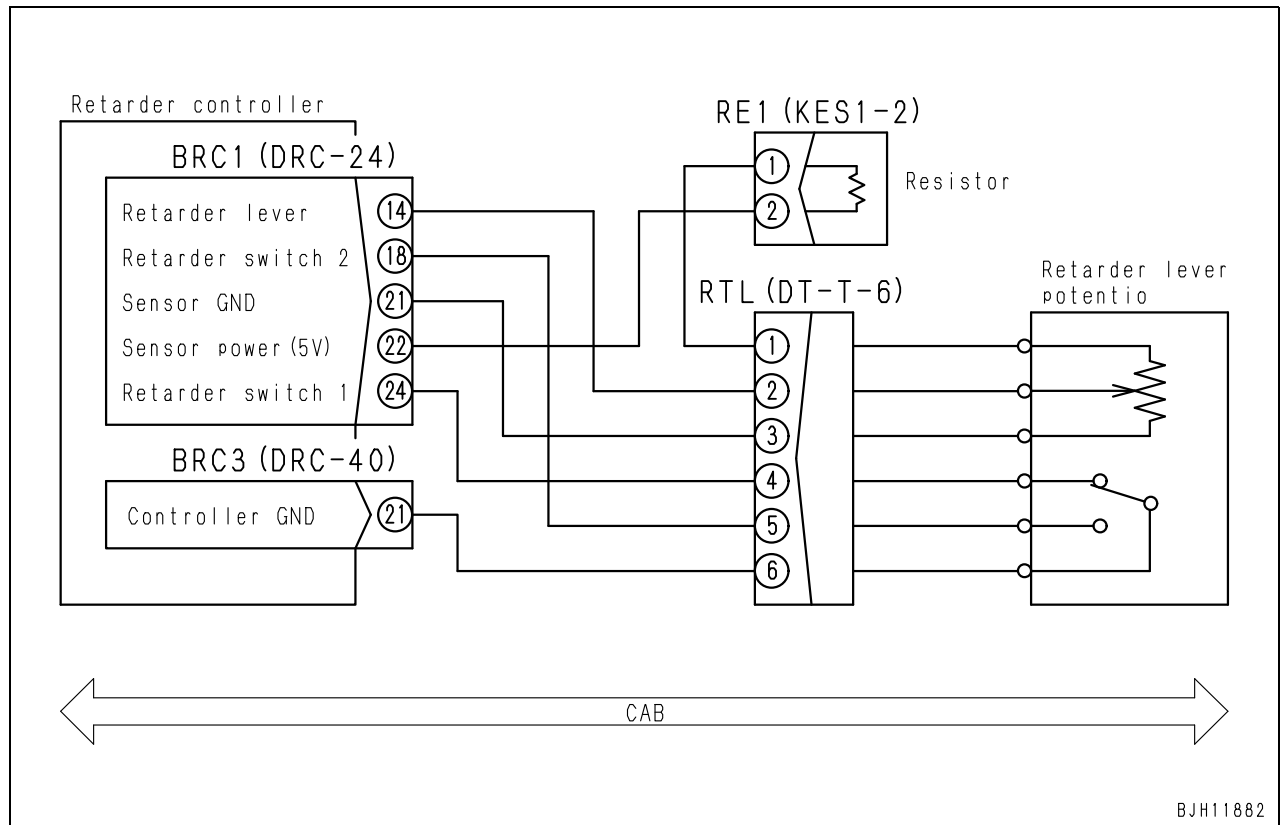 Retarder controller
BRC1 (DRC-24)
Retarder lever 14
Retarder switch 2 18
Sensor GND 21
Sensor power (5V) 22
Retarder switch 1 24
BRC3 (DRC-40)
Controller GND 21
RE1 (KES1-2)
1
2
Resistor
RTL (DT-T-6)
1
2
3
4
5
6
Retarder lever
potentio
CAB
BJH11882